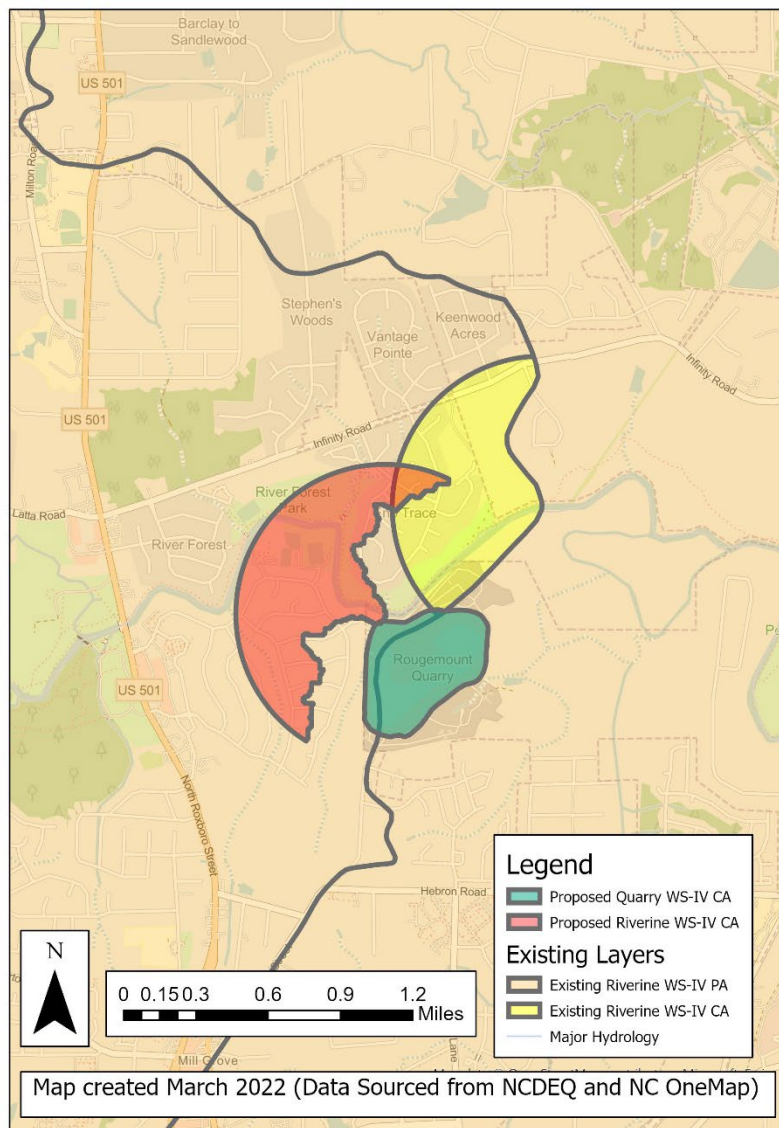 Barclay to
Sandlewood
US 501
Milton Road
Stephen's
Woods
Vantage
Pointe
Keenwood
Acres
Infinity Road
Infinity Road
US 501
Latta Road
River Forest
Park
Trace
River Forest
Rougemount
Quarry
US 501
North Roxboro Street
Hebron Road
Lane
Mill Grove
Legend
Proposed Quarry WS-IV CA
Proposed Riverine WS-IV CA
Existing Layers
Existing Riverine WS-IV PA
Existing Riverine WS-IV CA
Major Hydrology
N
0 0.15 0.3 0.6 0.9 1.2
Miles
Map created March 2022 (Data Sourced from NCDEQ and NC OneMap)